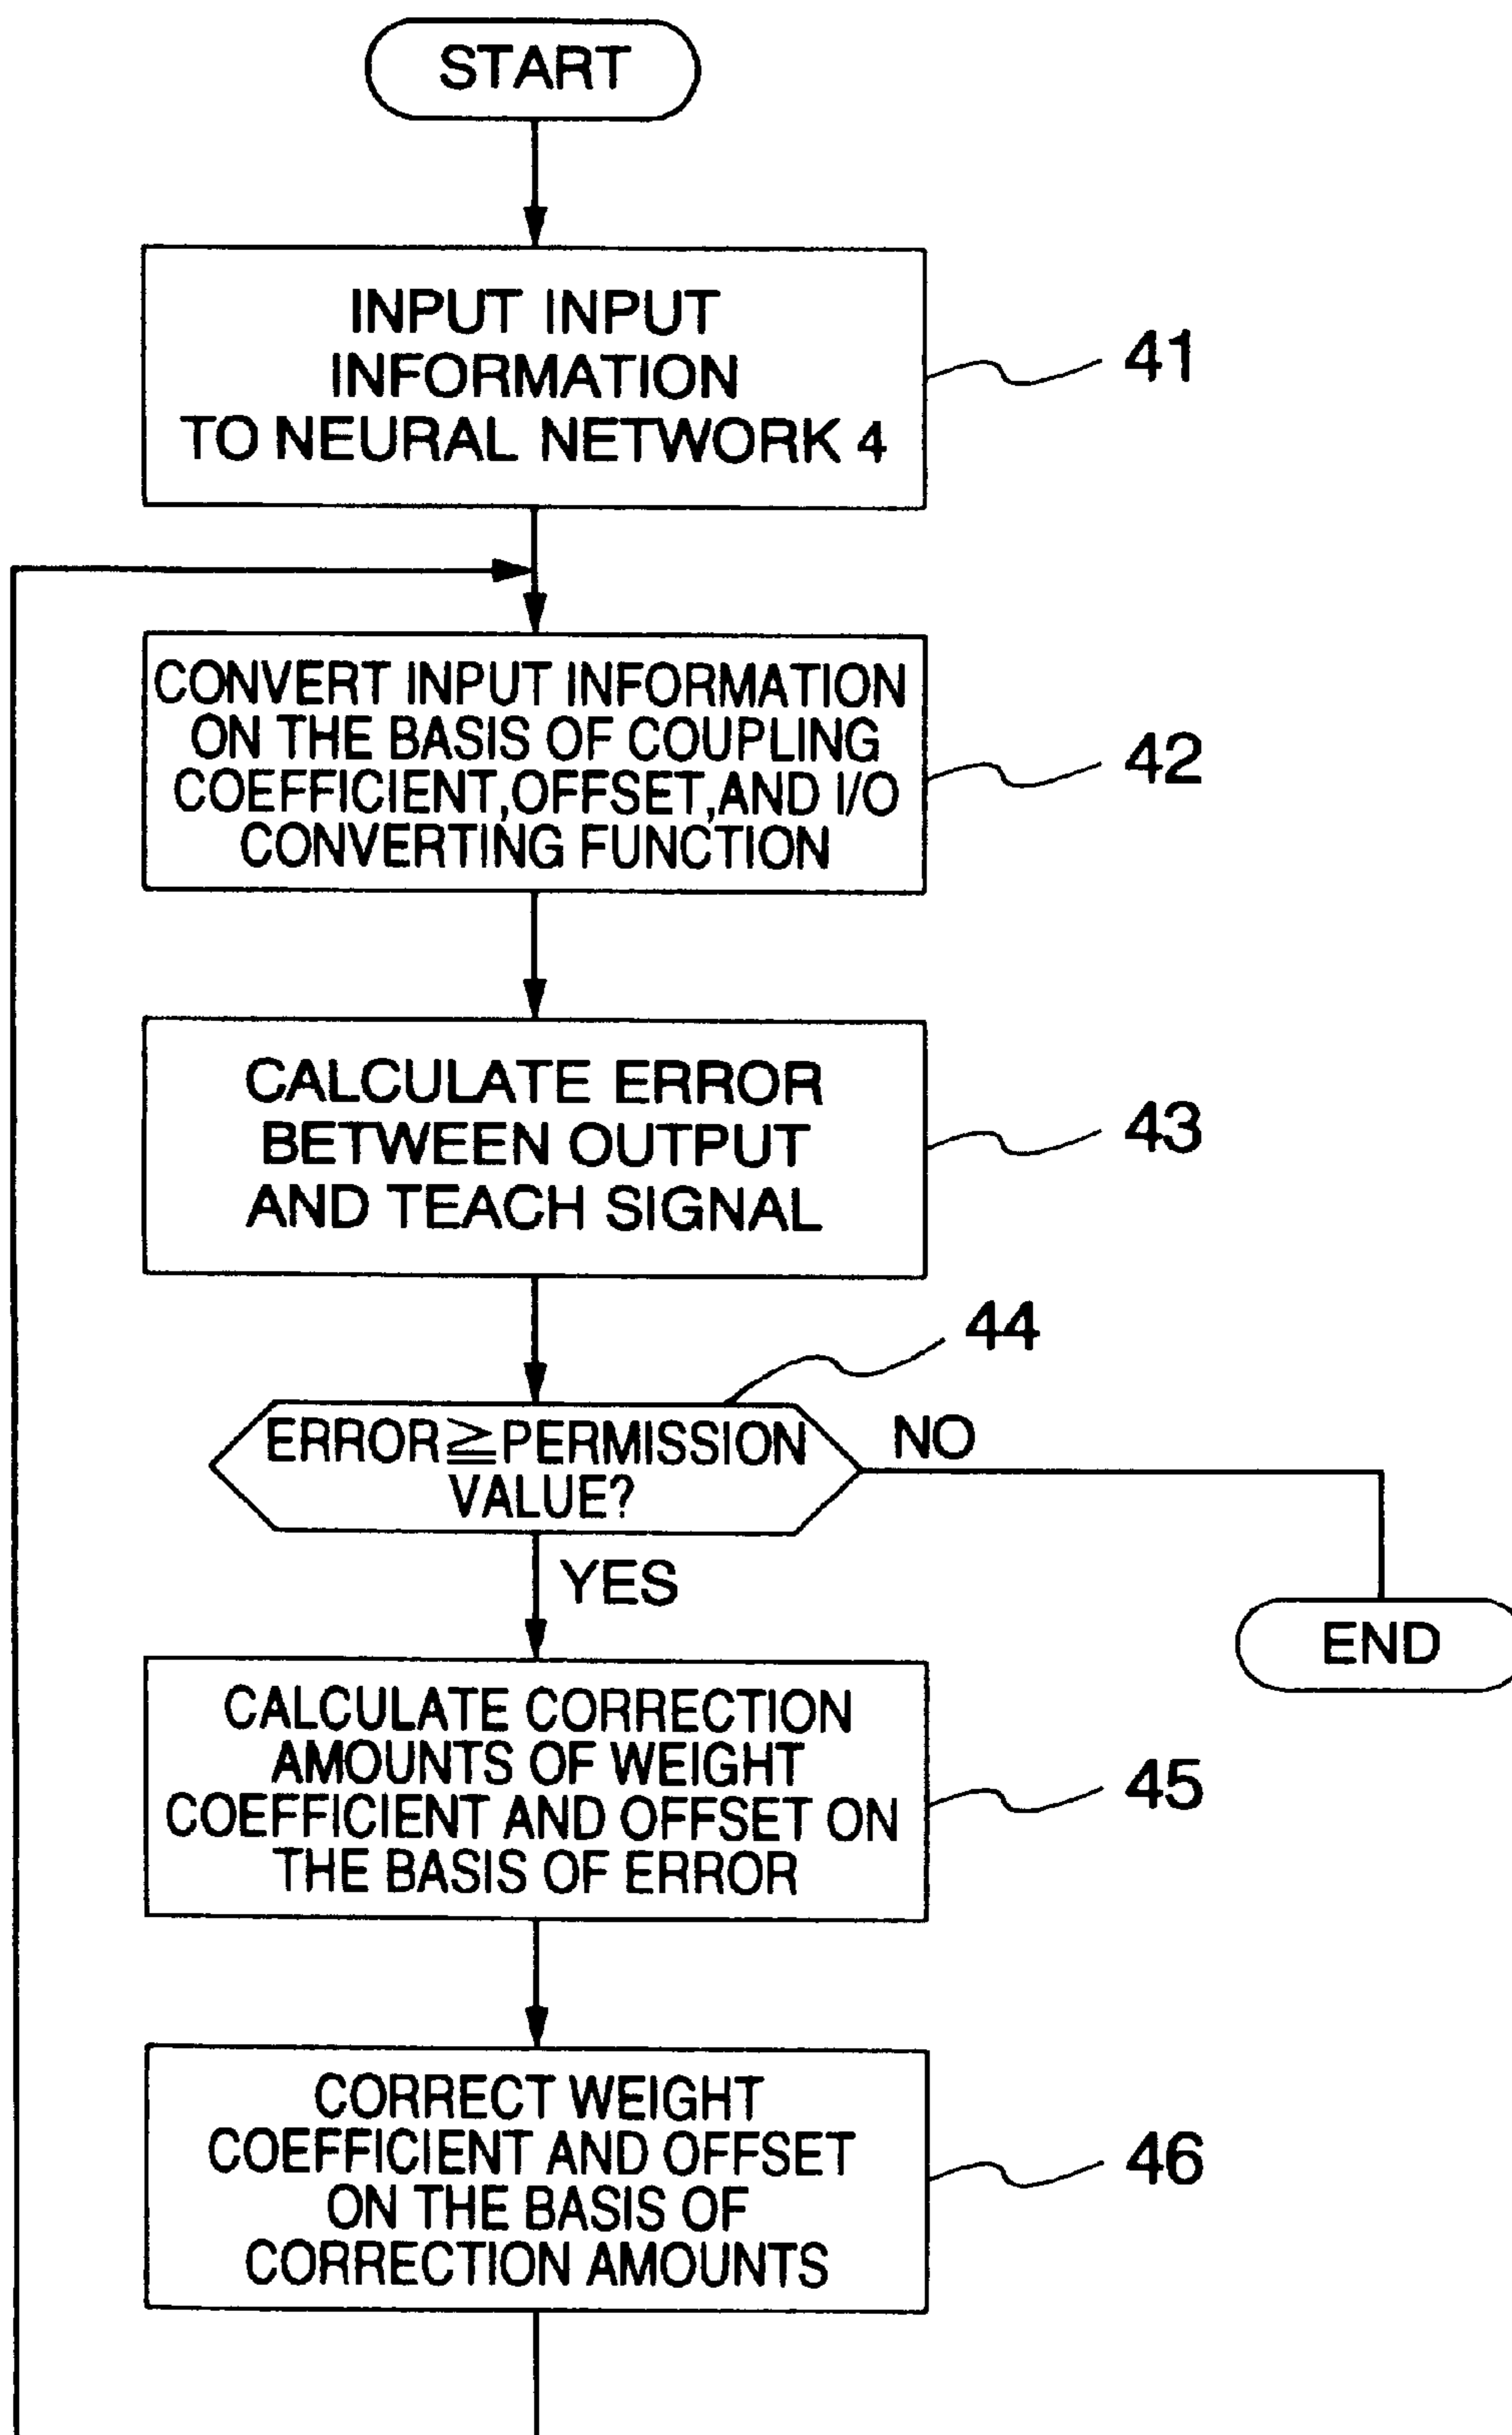 START
INPUT INPUT
INFORMATION
TO NEURAL NETWORK 4
41
CONVERT INPUT INFORMATION
ON THE BASIS OF COUPLING
COEFFICIENT,OFFSET,AND I/O
CONVERTING FUNCTION
42
CALCULATE ERROR
BETWEEN OUTPUT
AND TEACH SIGNAL
43
44
ERROR≧PERMISSION
VALUE?
NO
YES
END
CALCULATE CORRECTION
AMOUNTS OF WEIGHT
COEFFICIENT AND OFFSET ON
THE BASIS OF ERROR
45
CORRECT WEIGHT
COEFFICIENT AND OFFSET
ON THE BASIS OF
CORRECTION AMOUNTS
46